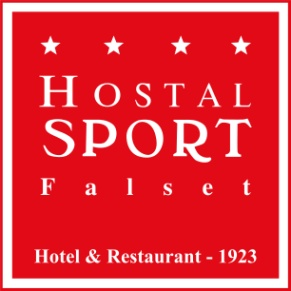 Hostal
SPORT
Falset
Hotel & Restaurant - 1923